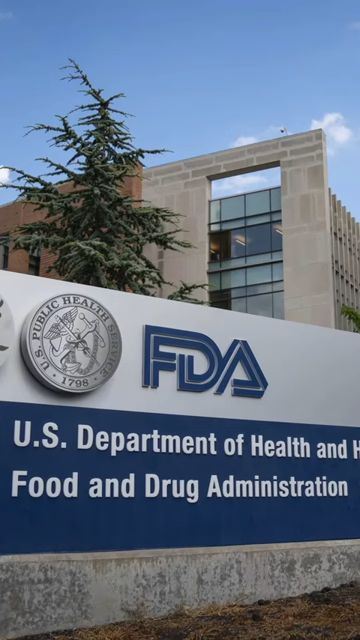 U.S. PUBLIC HEALTH SERVICE
1798
FDA
U.S. Department of Health and H
Food and Drug Administration